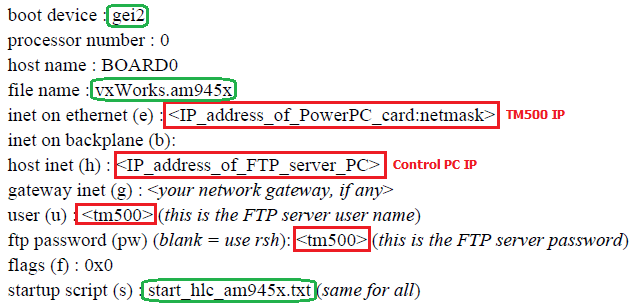 boot device : gei2
processor number : 0
host name : BOARD0
file name : vxWorks.am945x
inet on ethernet (e) : <IP_address_of_PowerPC_card:netmask> TM500 IP
inet on backplane (b):
host inet (h) : <IP_address_of_FTP_server_PC> Control PC IP
gateway inet (g) : <your network gateway, if any>
user (u) : <tm500> (this is the FTP server user name)
ftp password (pw) (blank = use rsh): <tm500> (this is the FTP server password)
flags (f) : 0x0
startup script (s) : start_hlc_am945x.txt (same for all)